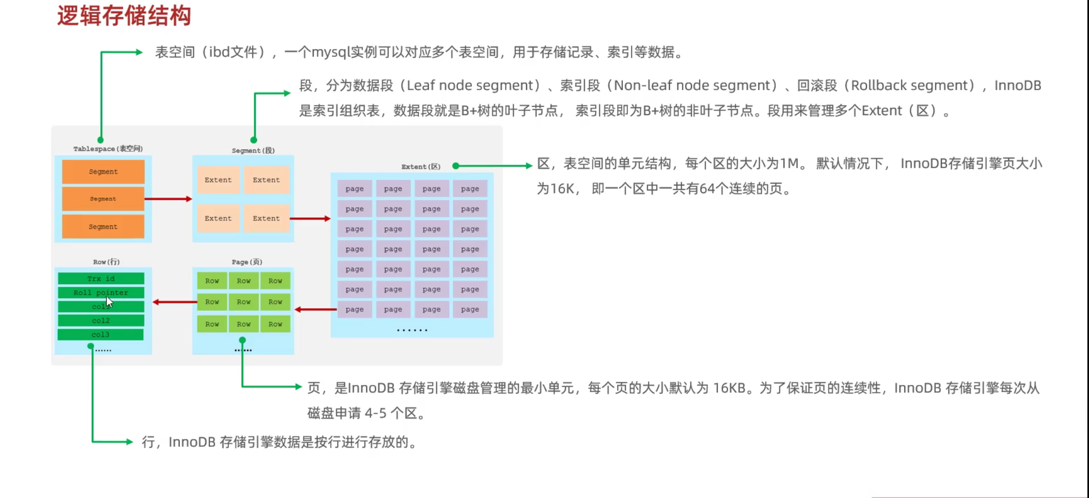 逻辑存储结构
表空间（ibd文件），一个mysql实例可以对应多个表空间，用于存储记录、索引等数据。
段，分为数据段（Leaf node segment）、索引段（Non-leaf node segment）、回滚段（Rollback segment），InnoDB
是索引组织表，数据段就是B+树的叶子节点， 索引段即为B+树的非叶子节点。段用来管理多个Extent（区）。
区，表空间的单元结构，每个区的大小为1M。 默认情况下， InnoDB存储引擎页大小
为16K， 即一个区中一共有64个连续的页。
Tablespace(表空间)
Segment
Segment
Segment
Segment(段)
Extent Extent
Extent Extent
Extent(区)
page page page page
page page page page
page page page page
page page page page
page page page page
page page page page
page page page page
......
Row(行)
Trx id
Roll pointer
col1
col2
col3
......
Page(页)
Row Row Row
Row Row Row
Row Row Row
......
页，是InnoDB 存储引擎磁盘管理的最小单元，每个页的大小默认为 16KB。为了保证页的连续性，InnoDB 存储引擎每次从
磁盘申请 4-5 个区。
行，InnoDB 存储引擎数据是按行进行存放的。